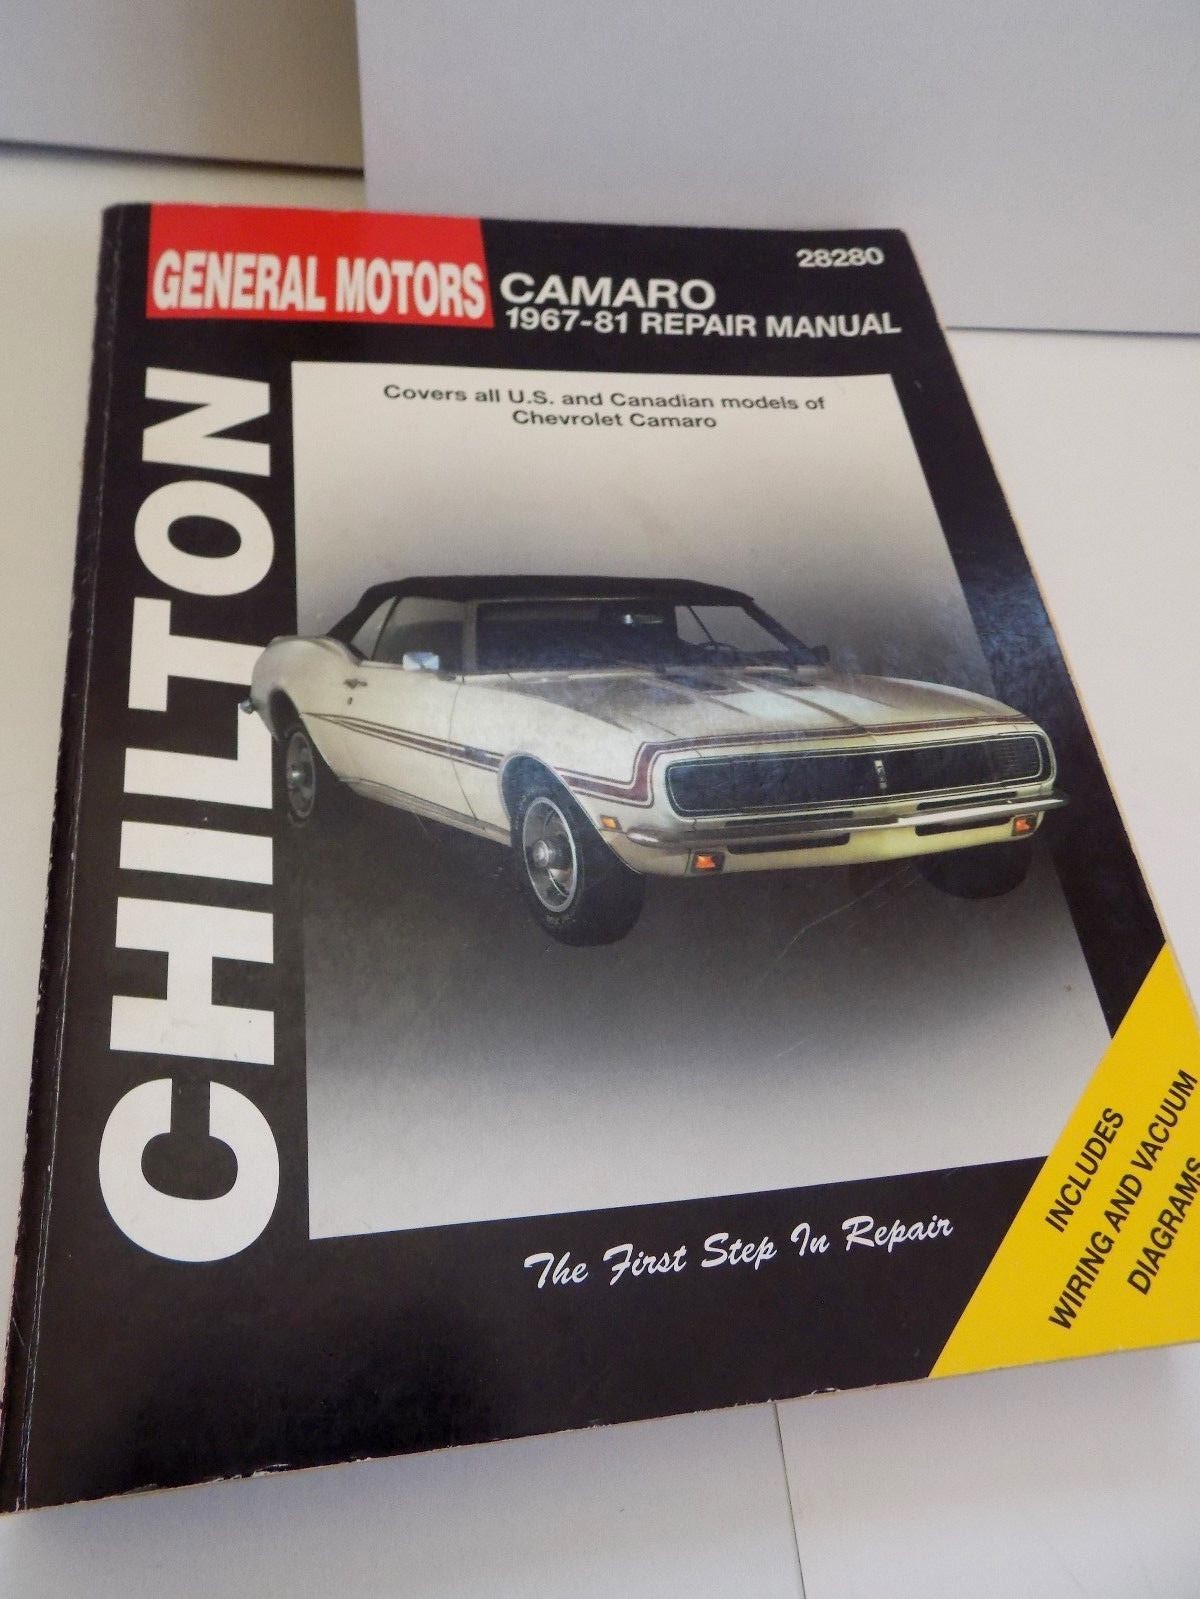 GENERAL MOTORS
28280
CAMARO
1967-81 REPAIR MANUAL
CHILTON
Covers all U.S. and Canadian models of
Chevrolet Camaro
The First Step In Repair
INCLUDES
WIRING AND VACUUM
DIAGRAMS